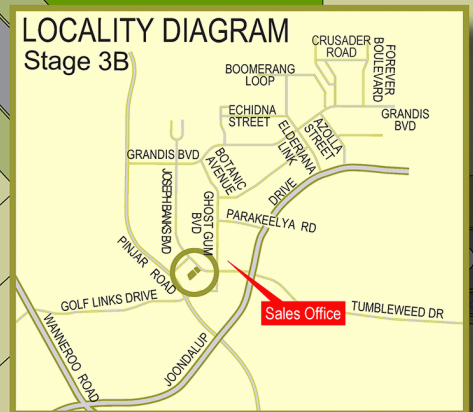 LOCALITY DIAGRAM
Stage 3B
CRUSADER
ROAD
FOREVER
BOULEVARD
BOOMERANG
LOOP
ECHIDNA
STREET
GRANDIS
BVD
AZOLLA
STREET
ELDERIANA
LINK
GRANDIS BVD
BOTANIC
AVENUE
JOSEPH BANKS BVD
GHOST GUM
BVD
DRIVE
PARAKEELYA RD
PINJAR ROAD
GOLF LINKS DRIVE
Sales Office
TUMBLEWEED DR
WANNEROO ROAD
JOONDALUP